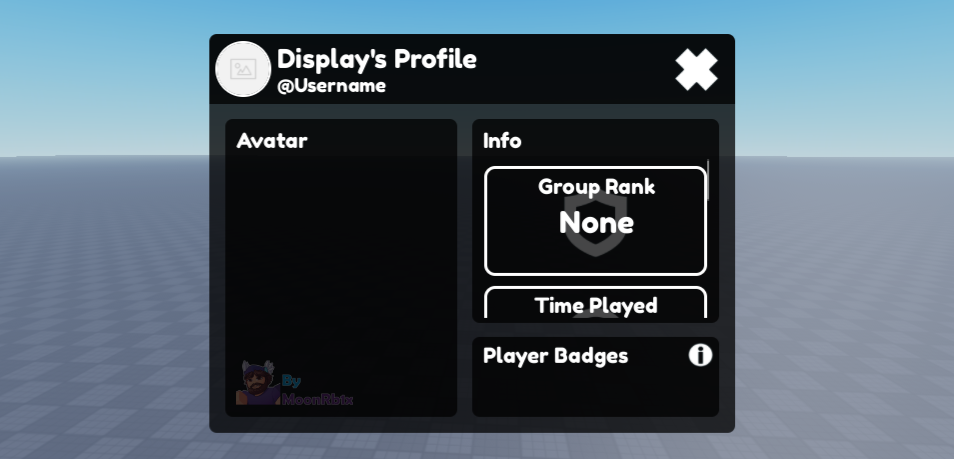 Display's Profile
@Username
Avatar
Info
Group Rank
None
Time Played
Player Badges
By
MoonRblx